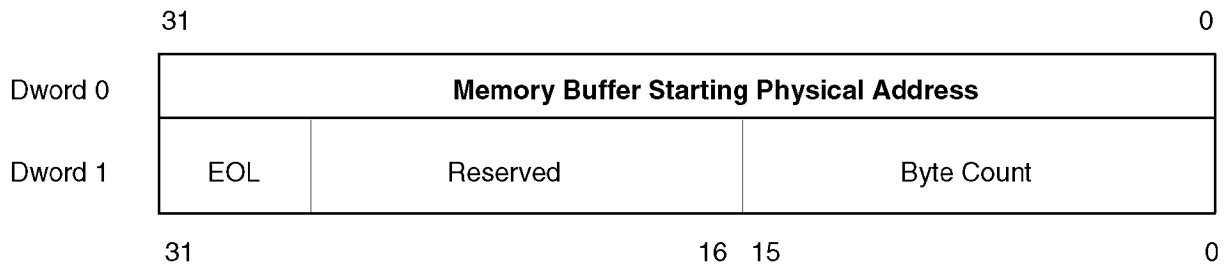 31 0
Dword 0 Memory Buffer Starting Physical Address
Dword 1 EOL Reserved Byte Count
31 16 15 0